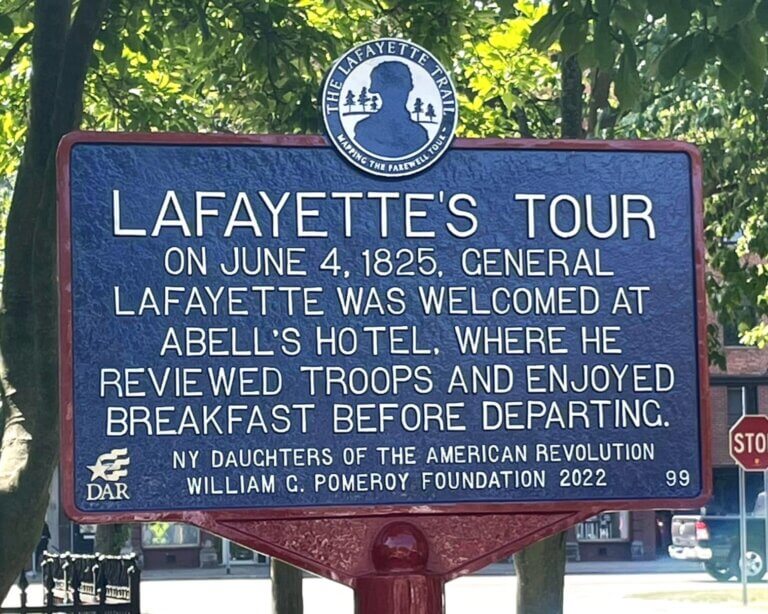 THE LAFAYETTE TRAIL
MAPPING THE FAREWELL TOUR
LAFAYETTE'S TOUR
ON JUNE 4, 1825, GENERAL
LAFAYETTE WAS WELCOMED AT
ABELL'S HOTEL, WHERE HE
REVIEWED TROOPS AND ENJOYED
BREAKFAST BEFORE DEPARTING.
NY DAUGHTERS OF THE AMERICAN REVOLUTION
WILLIAM G. POMEROY FOUNDATION 2022
99
DAR
STO